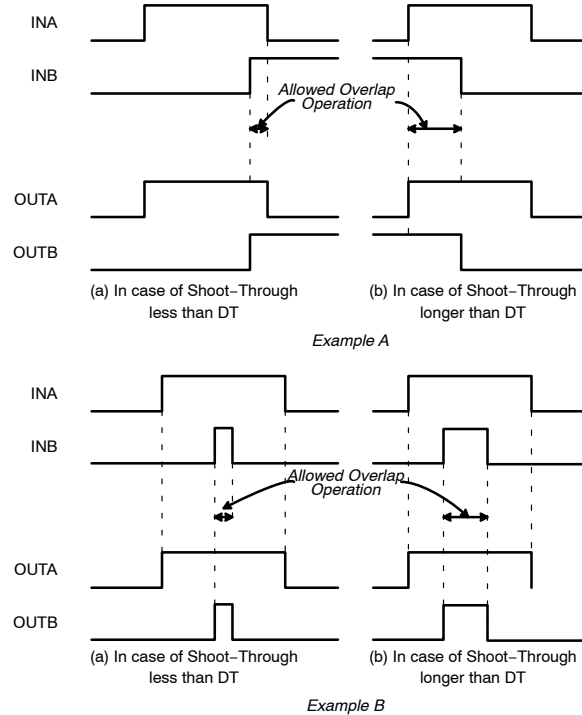 INA
INB
Allowed Overlap
Operation
OUTA
OUTB
(a) In case of Shoot−Through
less than DT
(b) In case of Shoot−Through
longer than DT
Example A
INA
INB
Allowed Overlap
Operation
OUTA
OUTB
(a) In case of Shoot−Through
less than DT
(b) In case of Shoot−Through
longer than DT
Example B